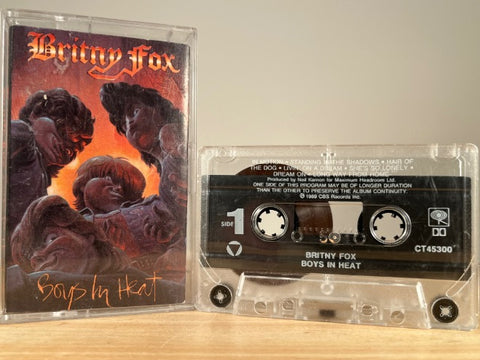 Britny Fox
Boys In Heat
IN MOTION • STANDING IN THE SHADOWS • HAIR OF
THE DOG • LIVIN' ON A DREAM • SHE'S SO LONELY •
DREAM ON • LONG WAY FROM HOME
Produced by Neil Kernon for Maximum Headroom Ltd.
ONE SIDE OF THIS PROGRAM MAY BE OF LONGER DURATION
THAN THE OTHER TO PRESERVE THE ALBUM CONTINUITY.
℗ 1989 CBS Records Inc.
SIDE
1
CT45300
BRITNY FOX
BOYS IN HEAT